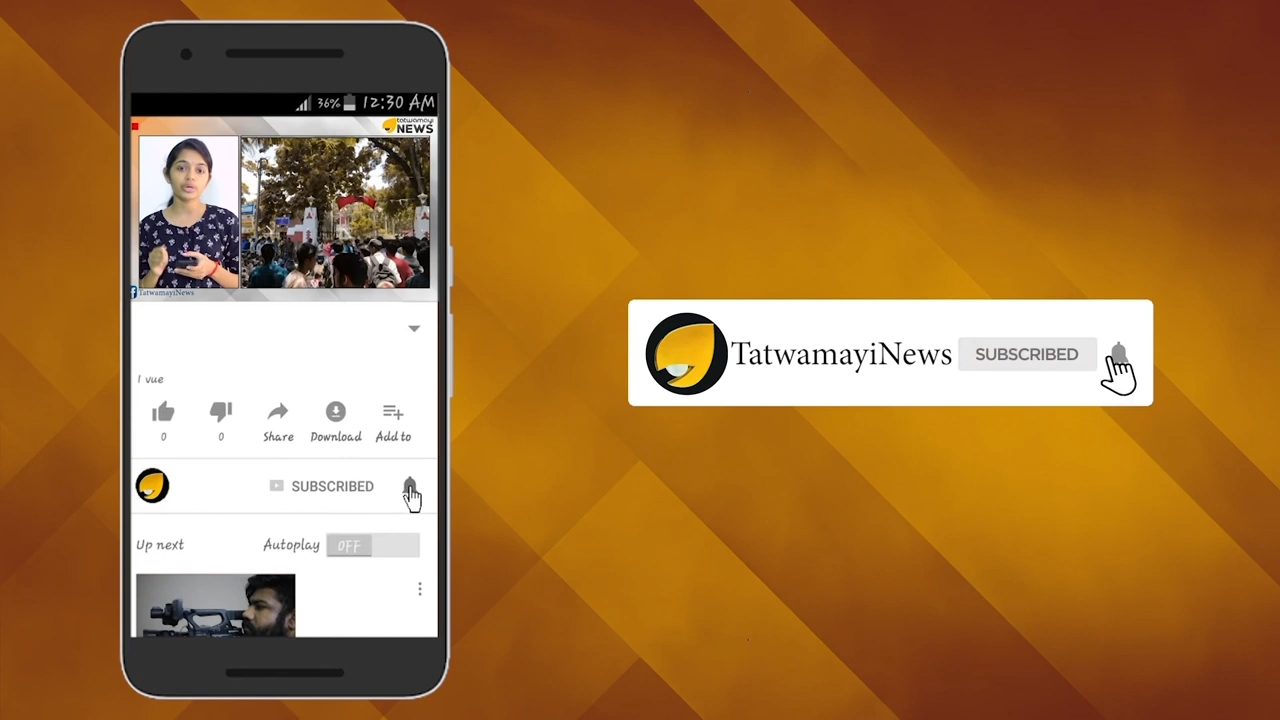 36% 12:30 AM
tatwamayi
NEWS
TatwamayiNews
1 vue
0 0 Share Download Add to
SUBSCRIBED
Up next Autoplay OFF
TatwamayiNews SUBSCRIBED